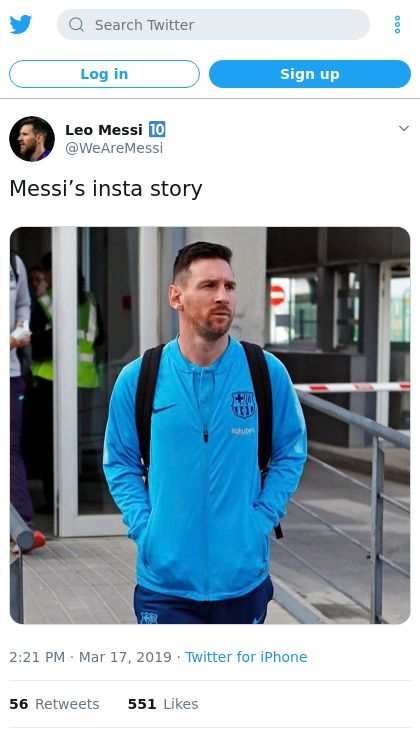 Search Twitter
Log in
Sign up
Leo Messi 🔟
@WeAreMessi
Messi’s insta story
Rakuten
2:21 PM · Mar 17, 2019 · Twitter for iPhone
56 Retweets 551 Likes